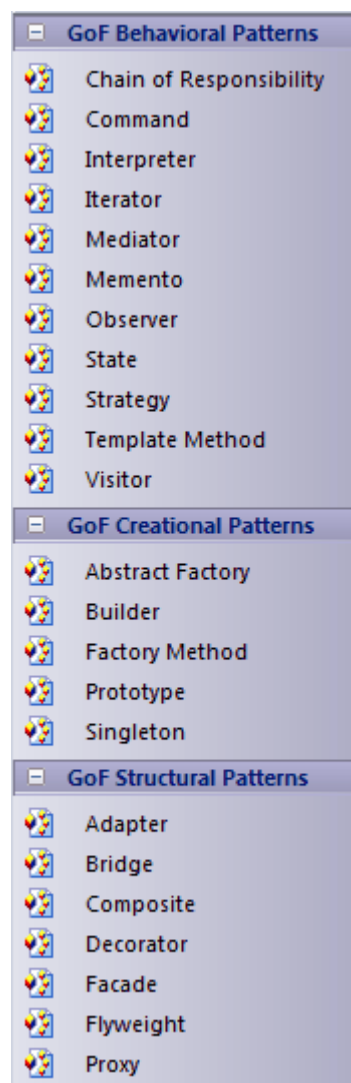 GoF Behavioral Patterns
Chain of Responsibility
Command
Interpreter
Iterator
Mediator
Memento
Observer
State
Strategy
Template Method
Visitor
GoF Creational Patterns
Abstract Factory
Builder
Factory Method
Prototype
Singleton
GoF Structural Patterns
Adapter
Bridge
Composite
Decorator
Facade
Flyweight
Proxy